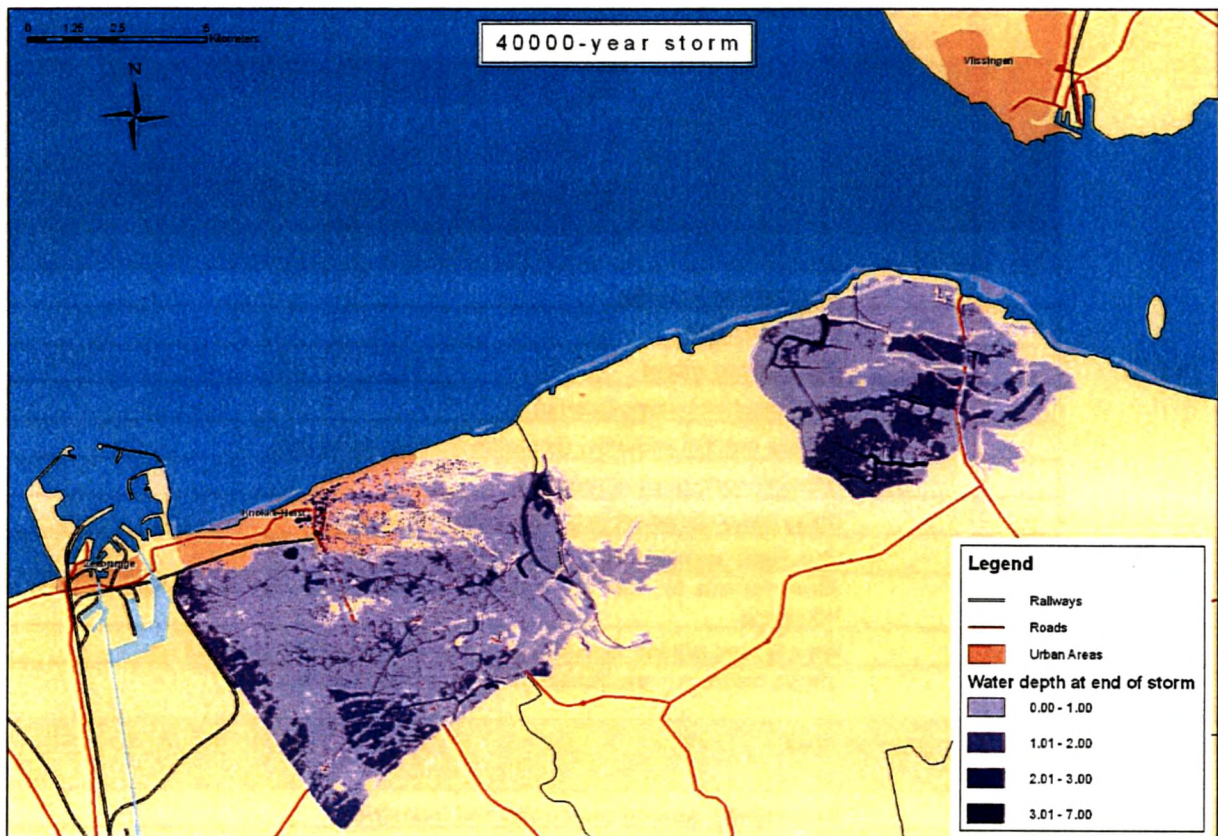 0 1.25 2.5 5
Kilometers
40000-year storm
N
Vlissingen
Knokke-Heist
Zeebrugge
Legend
Railways
Roads
Urban Areas
Water depth at end of storm
0.00 - 1.00
1.01 - 2.00
2.01 - 3.00
3.01 - 7.00